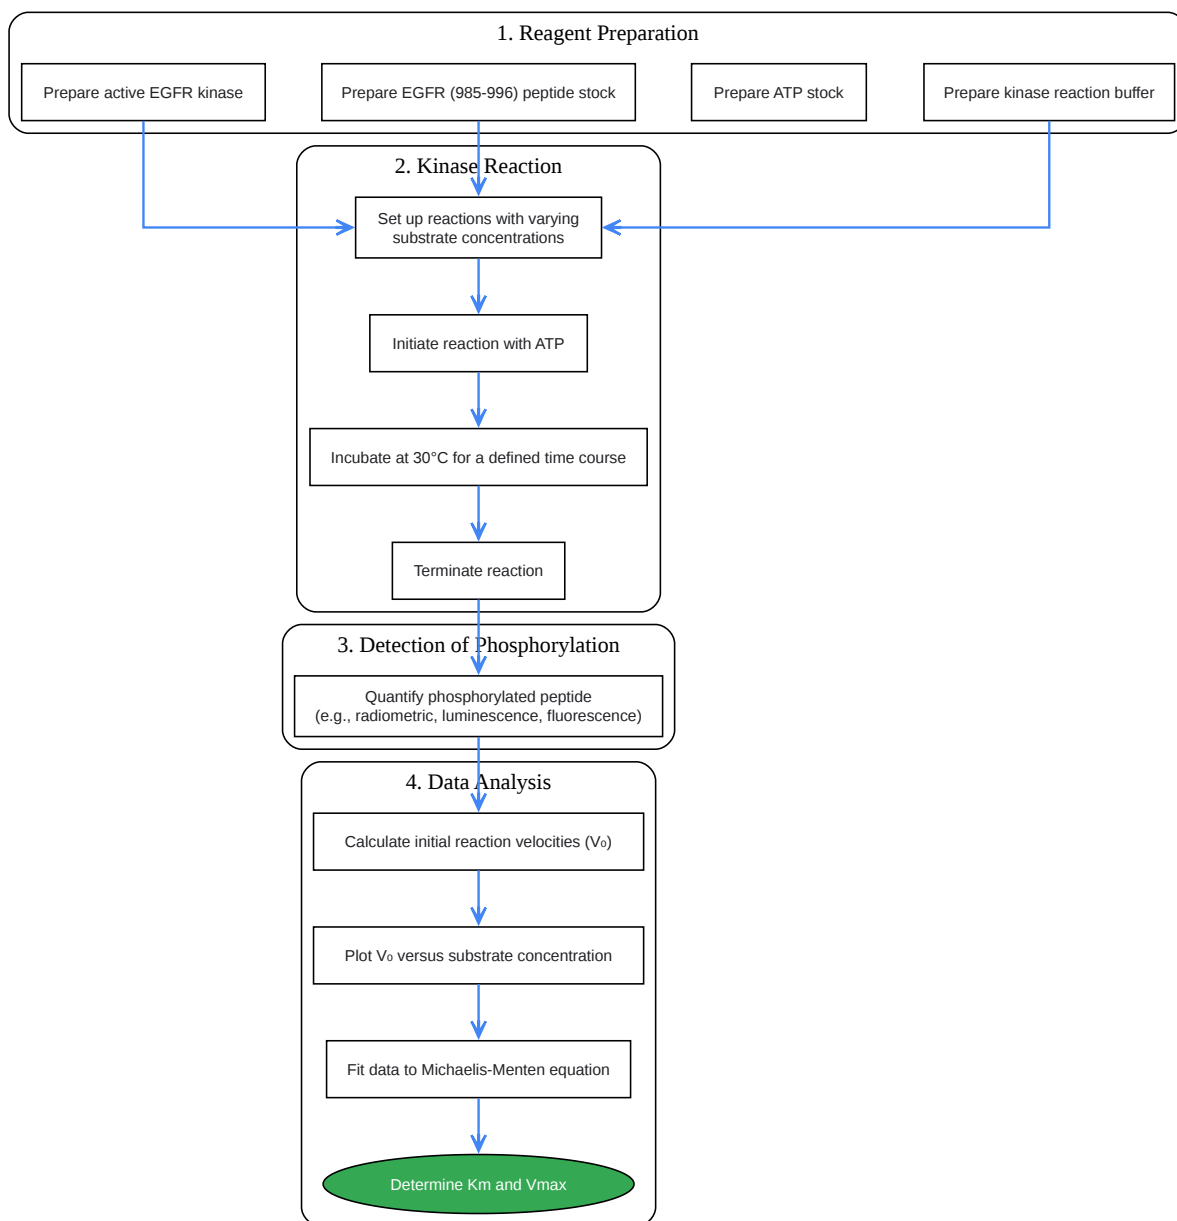 1. Reagent Preparation
Prepare active EGFR kinase
Prepare EGFR (985-996) peptide stock
Prepare ATP stock
Prepare kinase reaction buffer
2. Kinase Reaction
Set up reactions with varying
substrate concentrations
Initiate reaction with ATP
Incubate at 30°C for a defined time course
Terminate reaction
3. Detection of Phosphorylation
Quantify phosphorylated peptide
(e.g., radiometric, luminescence, fluorescence)
4. Data Analysis
Calculate initial reaction velocities (V₀)
Plot V₀ versus substrate concentration
Fit data to Michaelis-Menten equation
Determine Km and Vmax